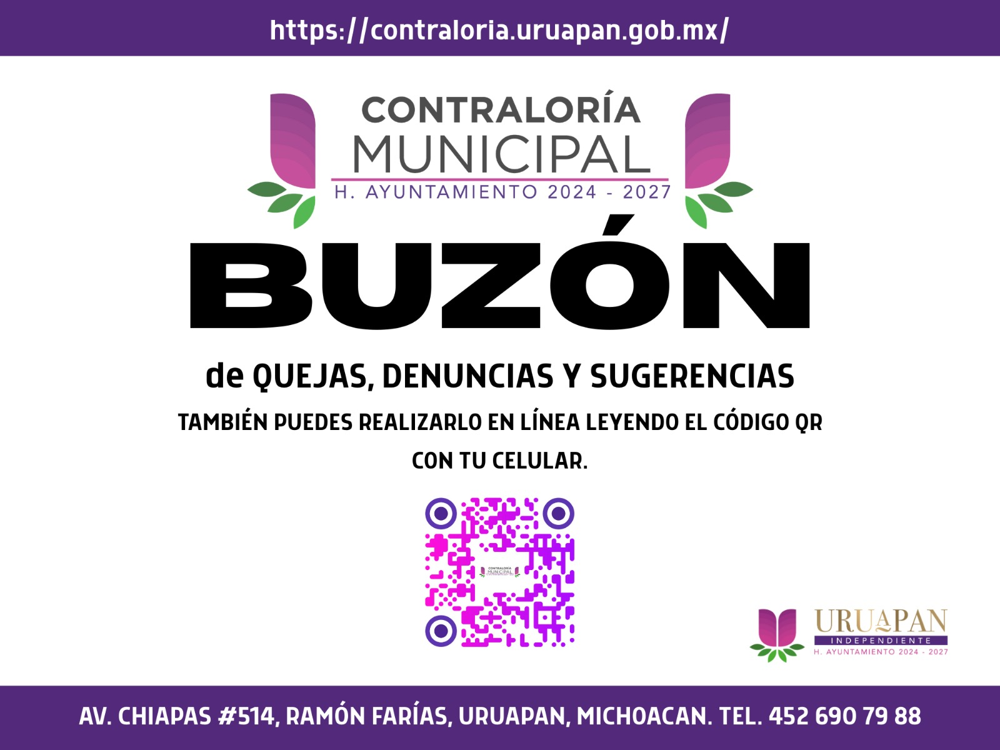 https://contraloria.uruapan.gob.mx/
CONTRALORÍA
MUNICIPAL
H. AYUNTAMIENTO 2024 - 2027
BUZÓN
de QUEJAS, DENUNCIAS Y SUGERENCIAS
TAMBIÉN PUEDES REALIZARLO EN LÍNEA LEYENDO EL CÓDIGO QR
CON TU CELULAR.
CONTRALORÍA
MUNICIPAL
URUAPAN
INDEPENDIENTE
H. AYUNTAMIENTO 2024 - 2027
AV. CHIAPAS #514, RAMÓN FARÍAS, URUAPAN, MICHOACAN. TEL. 452 690 79 88